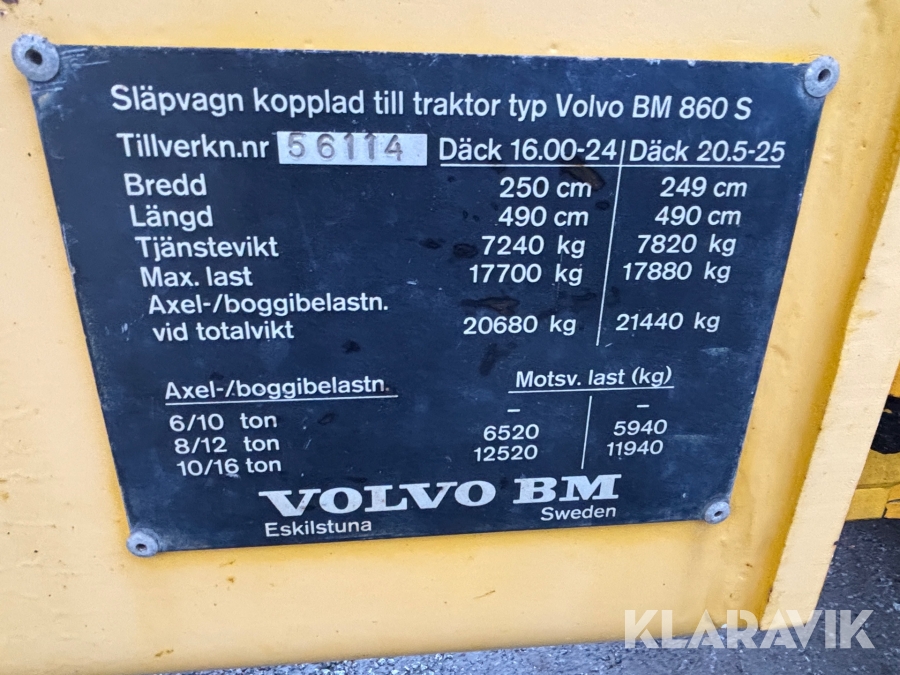 Släpvagn kopplad till traktor typ Volvo BM 860 S
Tillverkn.nr 56114 Däck 16.00-24 Däck 20.5-25
Bredd 250 cm 249 cm
Längd 490 cm 490 cm
Tjänstevikt 7240 kg 7820 kg
Max. last 17700 kg 17880 kg
Axel-/boggibelastn.
vid totalvikt 20680 kg 21440 kg
Axel-/boggibelastn. Motsv. last (kg)
6/10 ton – –
8/12 ton 6520 5940
10/16 ton 12520 11940
VOLVO BM
Eskilstuna Sweden
KLARAVIK